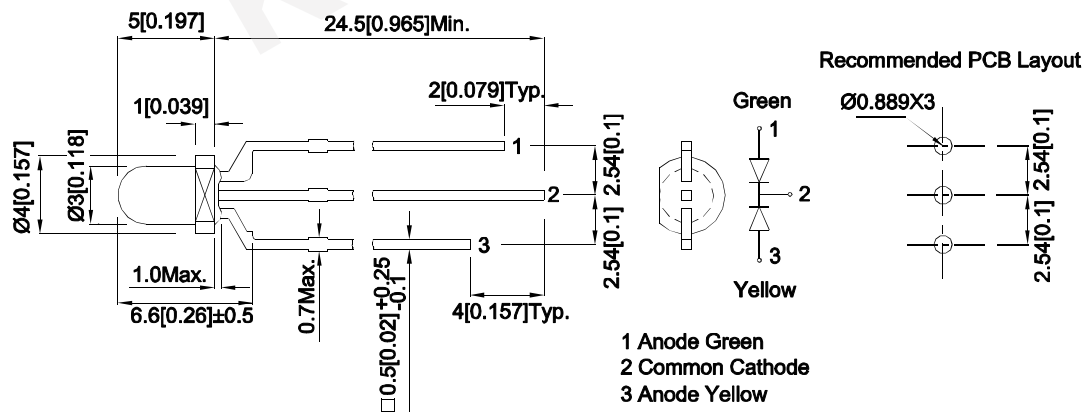 5[0.197]
24.5[0.965]Min.
2[0.079]Typ.
1[0.039]
Ø4[0.157]
Ø3[0.118]
1
2
3
2.54[0.1]
2.54[0.1]
1.0Max.
6.6[0.26]±0.5
0.7Max.
0.5[0.02]+0.25
-0.1
4[0.157]Typ.
Green
1
2
3
Yellow
1 Anode Green
2 Common Cathode
3 Anode Yellow
Recommended PCB Layout
Ø0.889X3
2.54[0.1]
2.54[0.1]